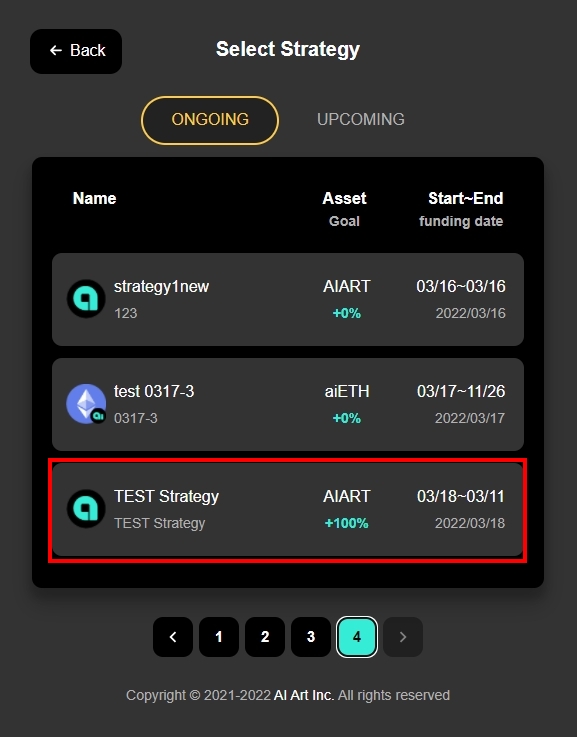 ← Back
Select Strategy
ONGOING UPCOMING
Name Asset Start~End
Goal funding date
strategy1new AIART 03/16~03/16
123 +0% 2022/03/16
test 0317-3 aiETH 03/17~11/26
0317-3 +0% 2022/03/17
TEST Strategy AIART 03/18~03/11
TEST Strategy +100% 2022/03/18
1 2 3 4
Copyright © 2021-2022 AI Art Inc. All rights reserved